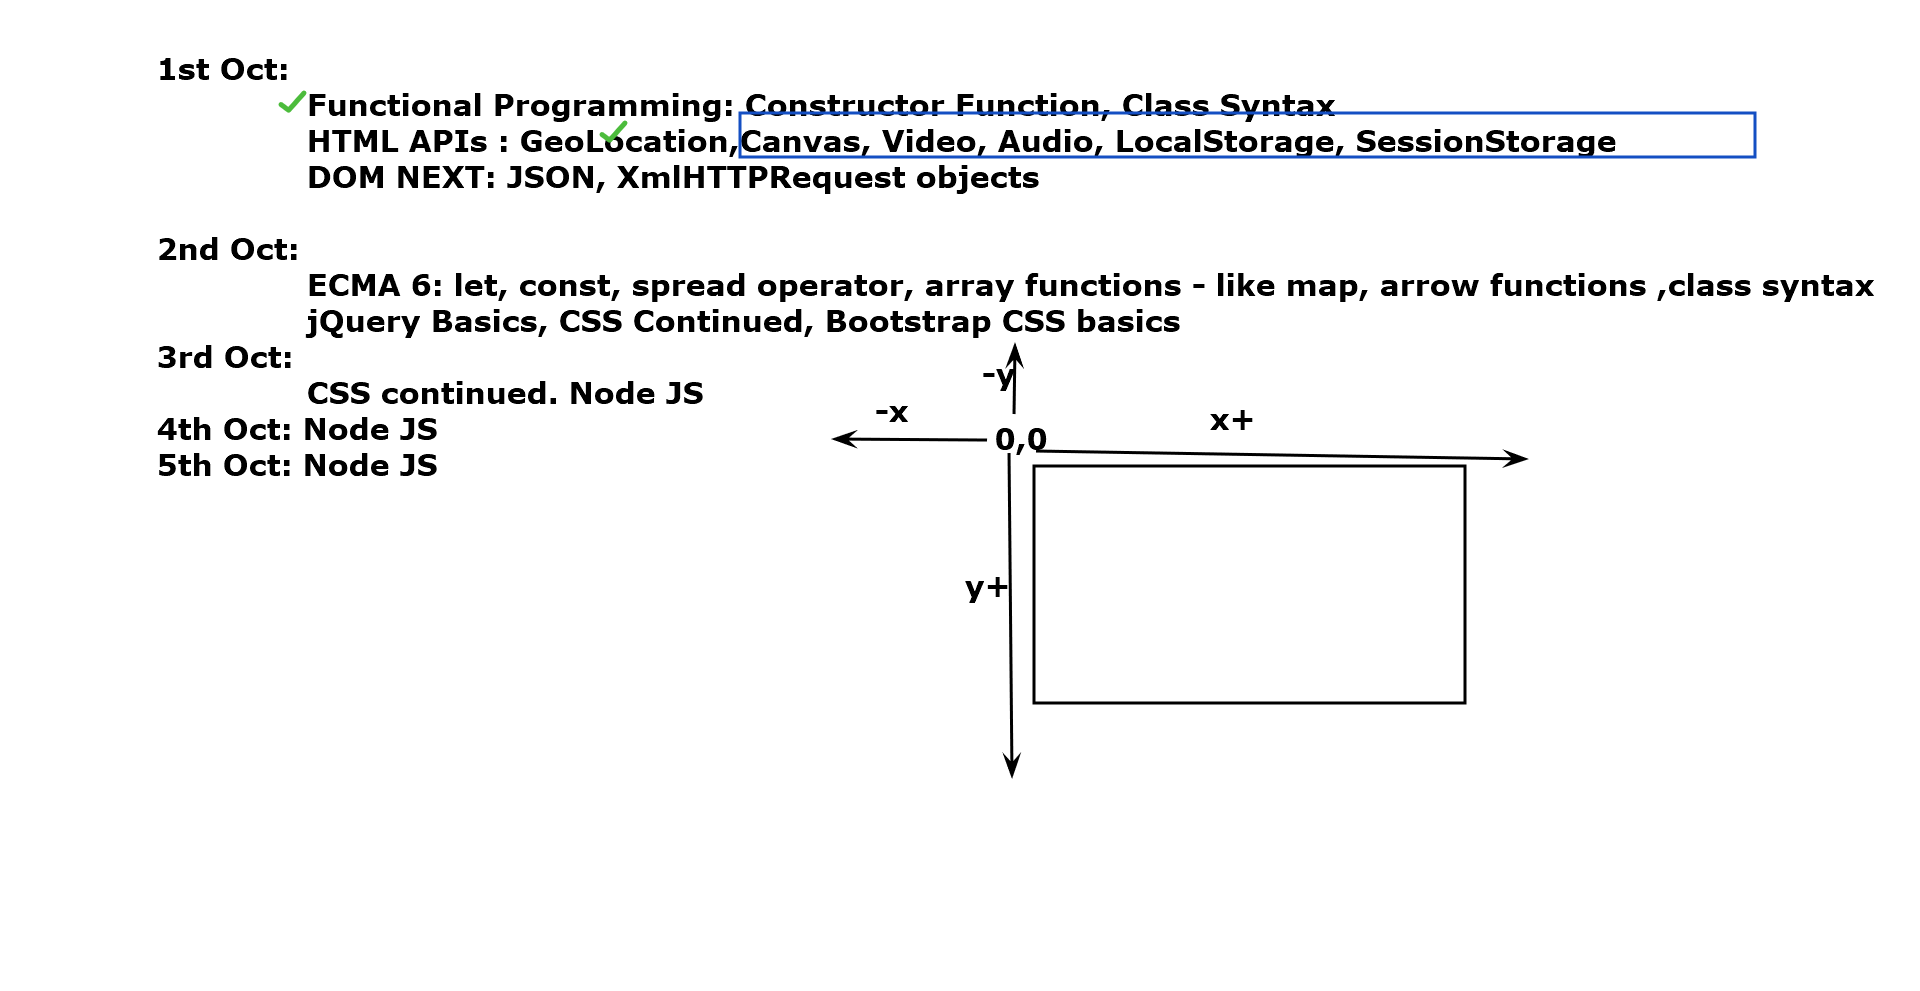 1st Oct:
Functional Programming: Constructor Function, Class Syntax
HTML APIs : GeoLocation,Canvas, Video, Audio, LocalStorage, SessionStorage
DOM NEXT: JSON, XmlHTTPRequest objects
2nd Oct:
ECMA 6: let, const, spread operator, array functions - like map, arrow functions ,class syntax
jQuery Basics, CSS Continued, Bootstrap CSS basics
3rd Oct:
CSS continued. Node JS
4th Oct: Node JS
5th Oct: Node JS
-y
-x
x+
0,0
y+